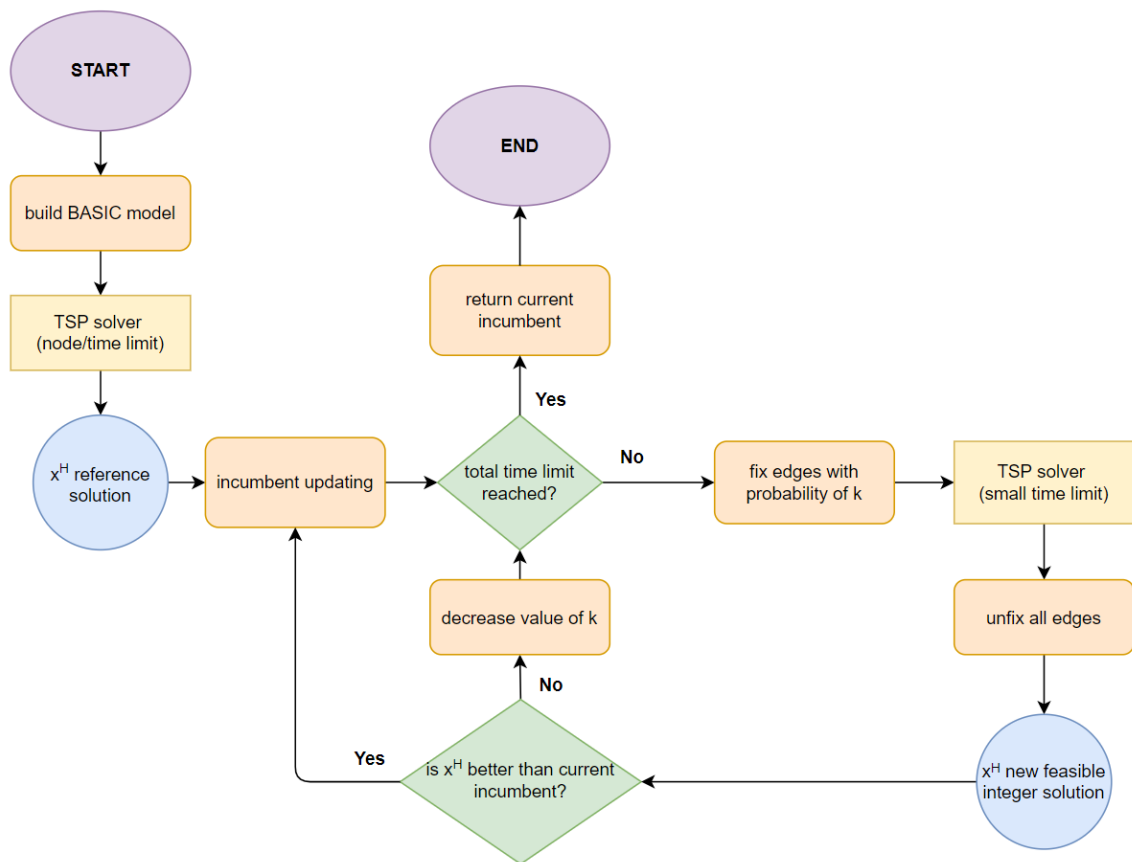 START
build BASIC model
TSP solver
(node/time limit)
x^H reference
solution
incumbent updating
END
return current
incumbent
Yes
total time limit
reached?
No
fix edges with
probability of k
TSP solver
(small time limit)
unfix all edges
x^H new feasible
integer solution
decrease value of k
No
is x^H better than current
incumbent?
Yes